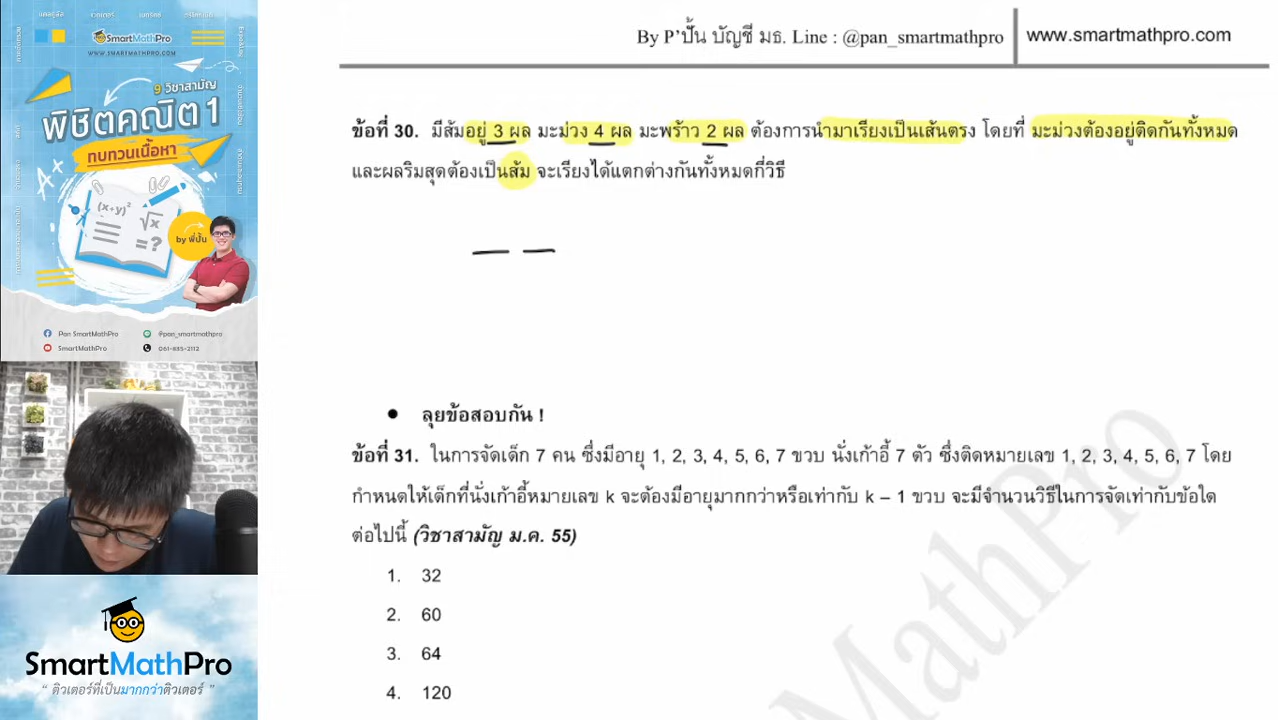 SmartMathPro
WWW.SMARTMATHPRO.COM
9 วิชาสามัญ
พิชิตคณิต 1
ทบทวนเนื้อหา
A+
(x+y)²
√x
=?
by พี่ปั้น
Pan SmartMathPro
@pan_smartmathpro
SmartMathPro
061-885-2112
SmartMathPro
“ ติวเตอร์ที่เป็นมากกว่าติวเตอร์ ”
By P'ปั้น บัญชี มธ. Line : @pan_smartmathpro
www.smartmathpro.com
ข้อที่ 30. มีส้มอยู่ 3 ผล มะม่วง 4 ผล มะพร้าว 2 ผล ต้องการนำมาเรียงเป็นเส้นตรง โดยที่ มะม่วงต้องอยู่ติดกันทั้งหมด
และผลริมสุดต้องเป็นส้ม จะเรียงได้แตกต่างกันทั้งหมดกี่วิธี
● ลุยข้อสอบกัน !
ข้อที่ 31. ในการจัดเด็ก 7 คน ซึ่งมีอายุ 1, 2, 3, 4, 5, 6, 7 ขวบ นั่งเก้าอี้ 7 ตัว ซึ่งติดหมายเลข 1, 2, 3, 4, 5, 6, 7 โดย
กำหนดให้เด็กที่นั่งเก้าอี้หมายเลข k จะต้องมีอายุมากกว่าหรือเท่ากับ k – 1 ขวบ จะมีจำนวนวิธีในการจัดเท่ากับข้อใด
ต่อไปนี้ (วิชาสามัญ ม.ค. 55)
1. 32
2. 60
3. 64
4. 120
MathPro